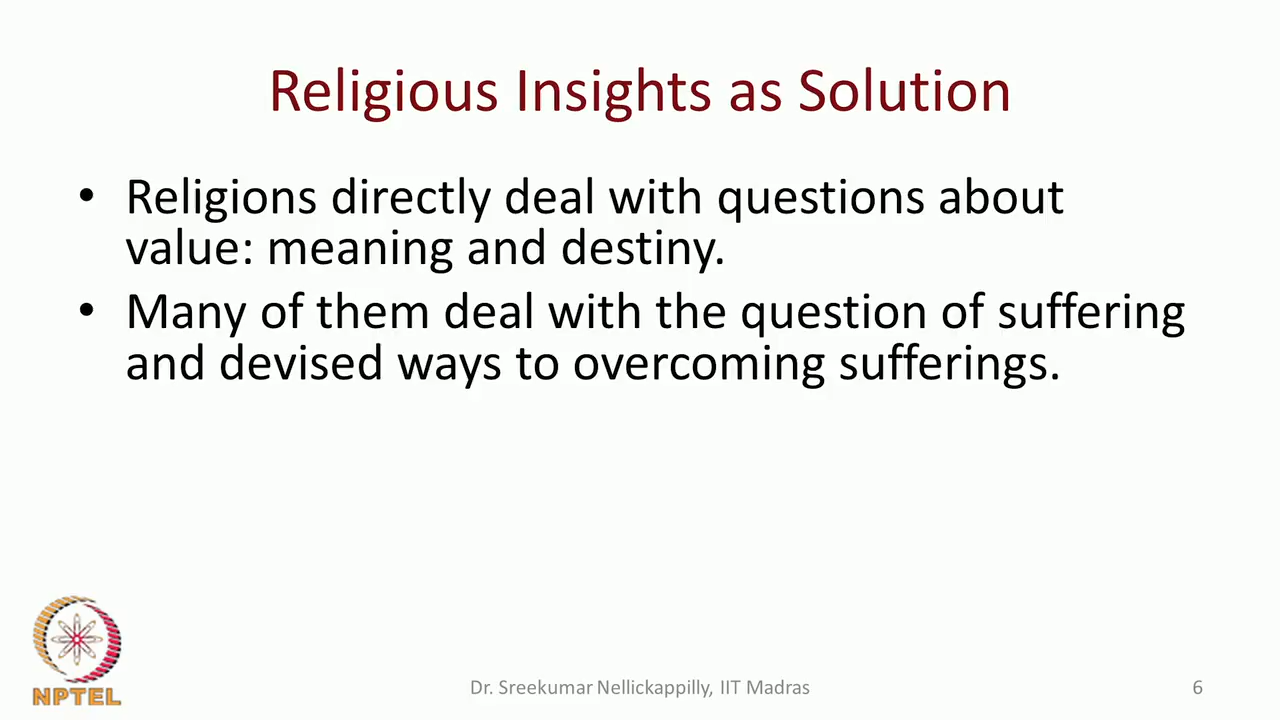 Religious Insights as Solution
• Religions directly deal with questions about
value: meaning and destiny.
• Many of them deal with the question of suffering
and devised ways to overcoming sufferings.
NPTEL
Dr. Sreekumar Nellickappilly, IIT Madras
6